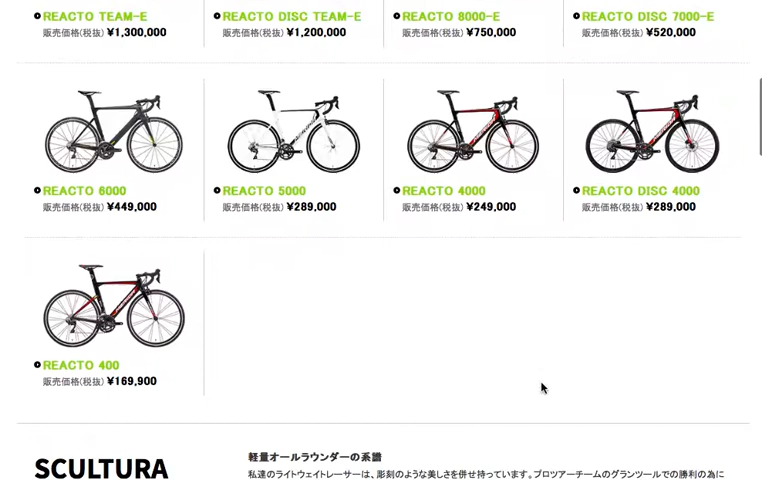 REACTO TEAM-E REACTO DISC TEAM-E REACTO 8000-E REACTO DISC 7000-E
販売価格(税抜) ¥1,300,000 販売価格(税抜) ¥1,200,000 販売価格(税抜) ¥750,000 販売価格(税抜) ¥520,000
REACTO 6000 REACTO 5000 REACTO 4000 REACTO DISC 4000
販売価格(税抜) ¥449,000 販売価格(税抜) ¥289,000 販売価格(税抜) ¥249,000 販売価格(税抜) ¥289,000
REACTO 400
販売価格(税抜) ¥169,900
軽量オールラウンダーの系譜
SCULTURA
私達のライトウェイトレーサーは、彫刻のような美しさを併せ持っています。プロツアーチームのグランツールでの勝利の為に